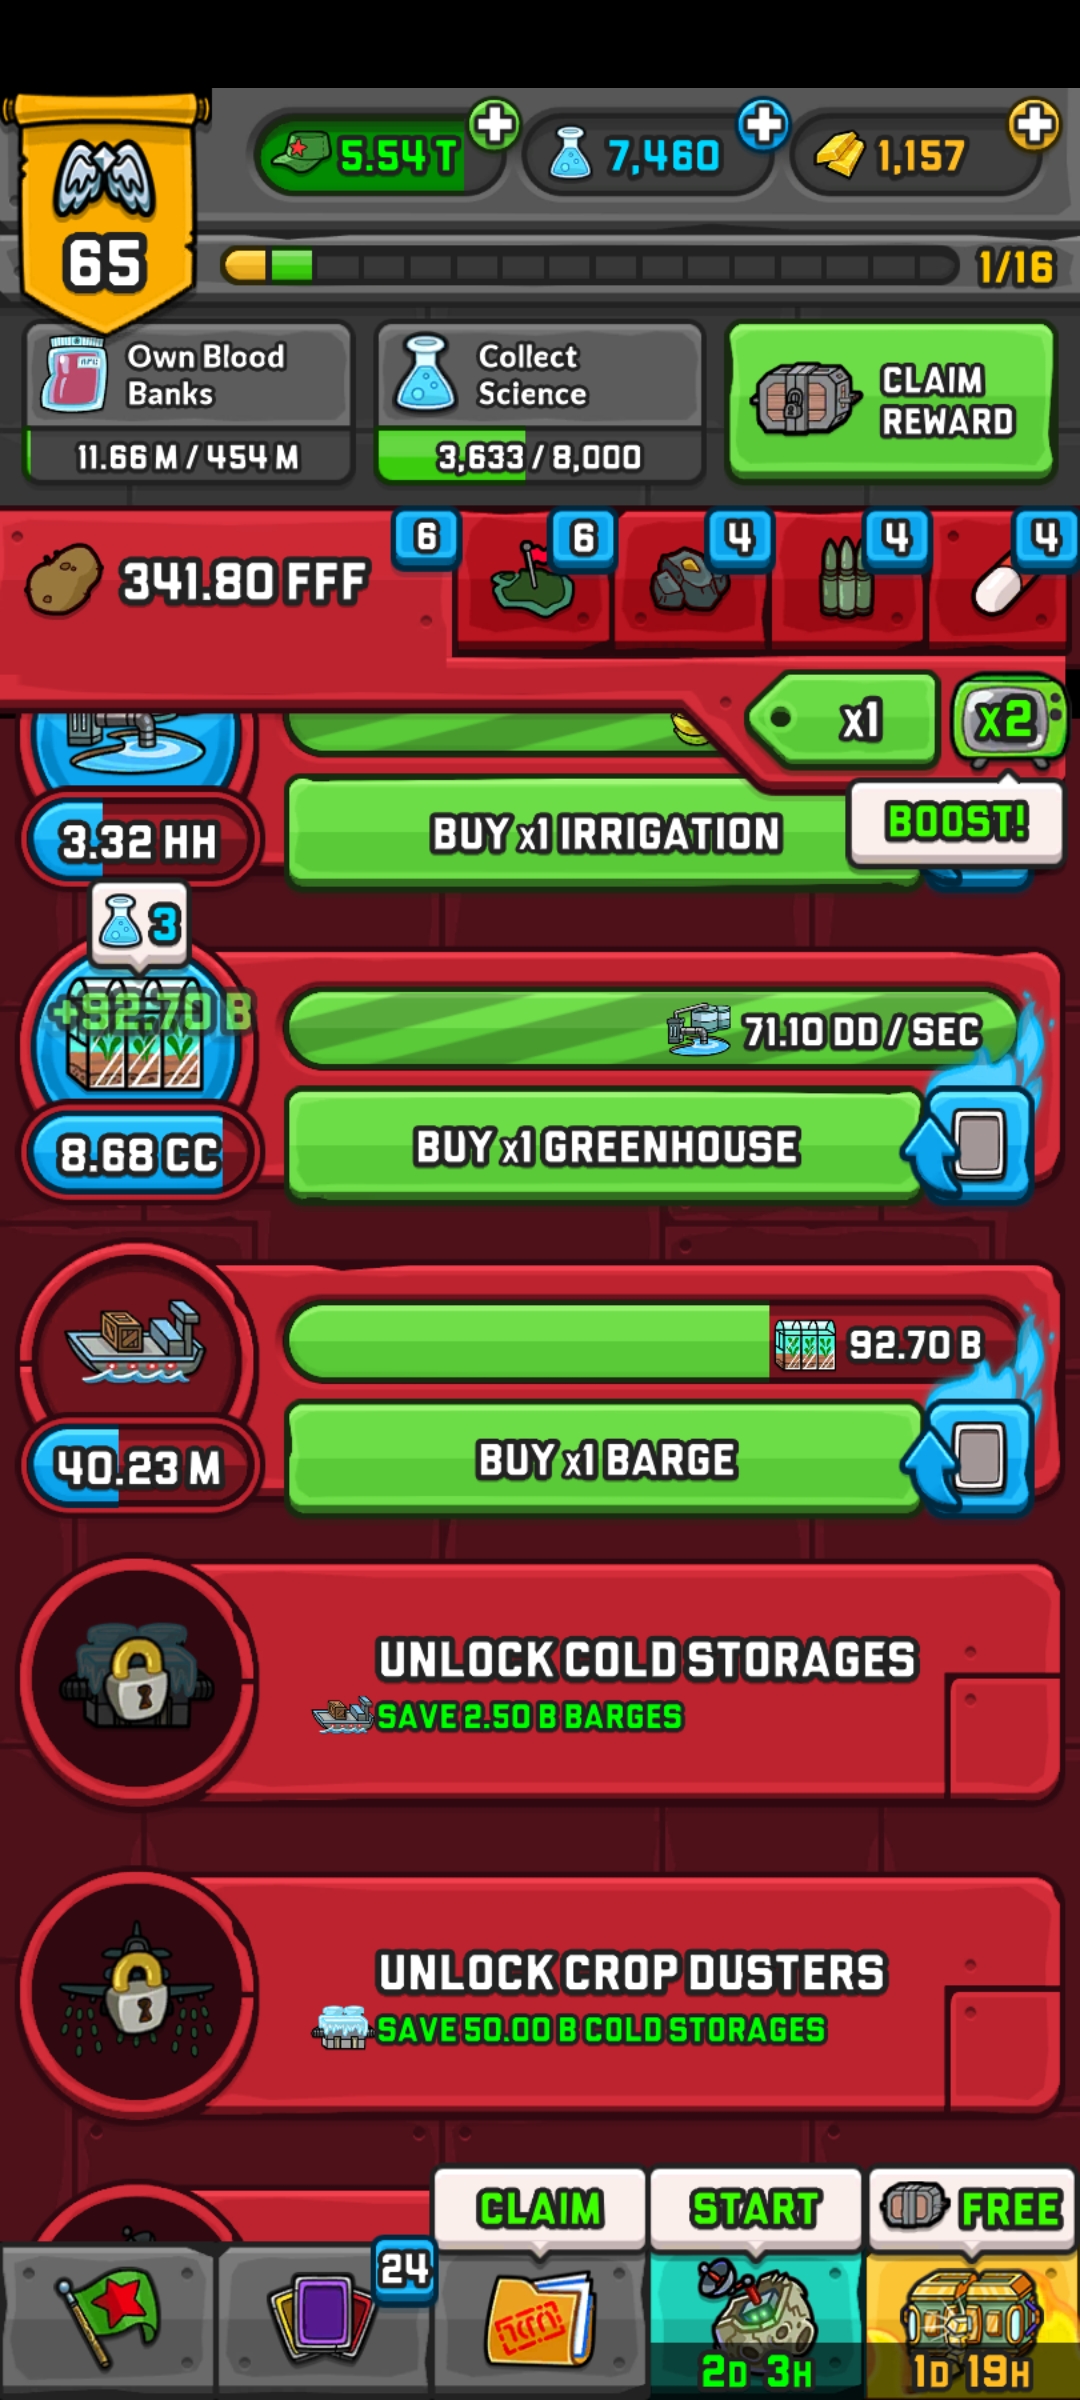 5.54 T
7,460
1,157
65
1/16
Own Blood
Banks
11.66 M / 454 M
Collect
Science
3,633 / 8,000
CLAIM
REWARD
341.80 FFF
6
6
4
4
4
x1
x2
BOOST!
3.32 HH
BUY x1 IRRIGATION
3
+92.70 B
71.10 DD / SEC
8.68 CC
BUY x1 GREENHOUSE
92.70 B
40.23 M
BUY x1 BARGE
UNLOCK COLD STORAGES
SAVE 2.50 B BARGES
UNLOCK CROP DUSTERS
SAVE 50.00 B COLD STORAGES
CLAIM
START
FREE
24
2D 3H
1D 19H